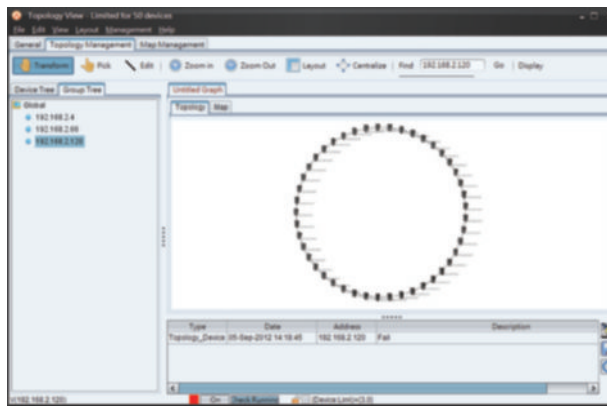 Topology View - Limited for 50 devices
File Edit View Layout Management Help
General Topology Management Map Management
Transform Pick Edit Zoom in Zoom Out Layout Centralize Find 192.168.2.120 Go Display
Device Tree Group Tree Untitled Graph
Topology Map
Global
192.168.2.4
192.168.2.66
192.168.2.120
Type Date Address Description
Topology_Device 05-Sep-2012 14:18:45 192.168.2.120 Fail
V(192.168.2.120) On Stack Running